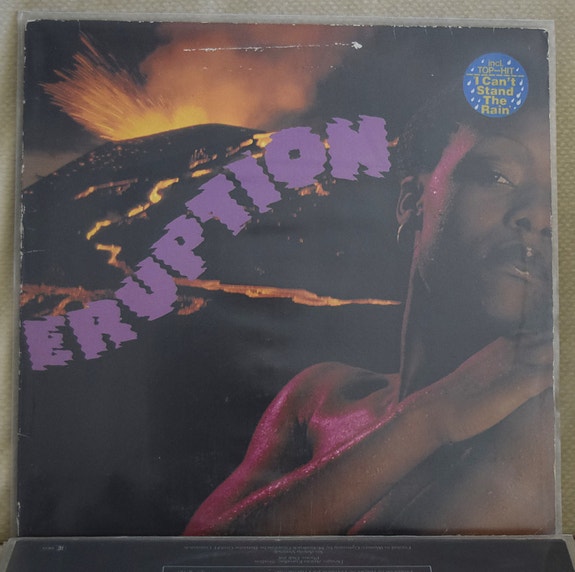 incl.
TOP-HIT
I Can't
Stand
The
Rain
ERUPTION